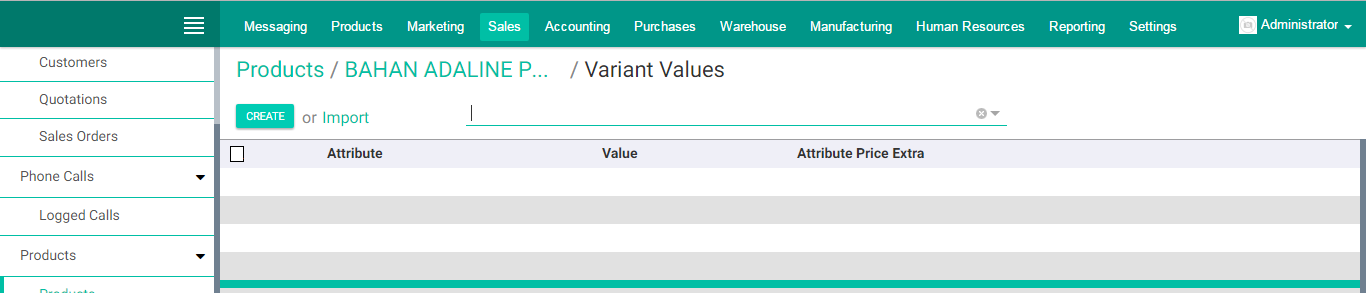 Messaging Products Marketing Sales Accounting Purchases Warehouse Manufacturing Human Resources Reporting Settings Administrator
Customers
Quotations
Sales Orders
Phone Calls
Logged Calls
Products
Products
Products / BAHAN ADALINE P... / Variant Values
CREATE or Import
Attribute Value Attribute Price Extra